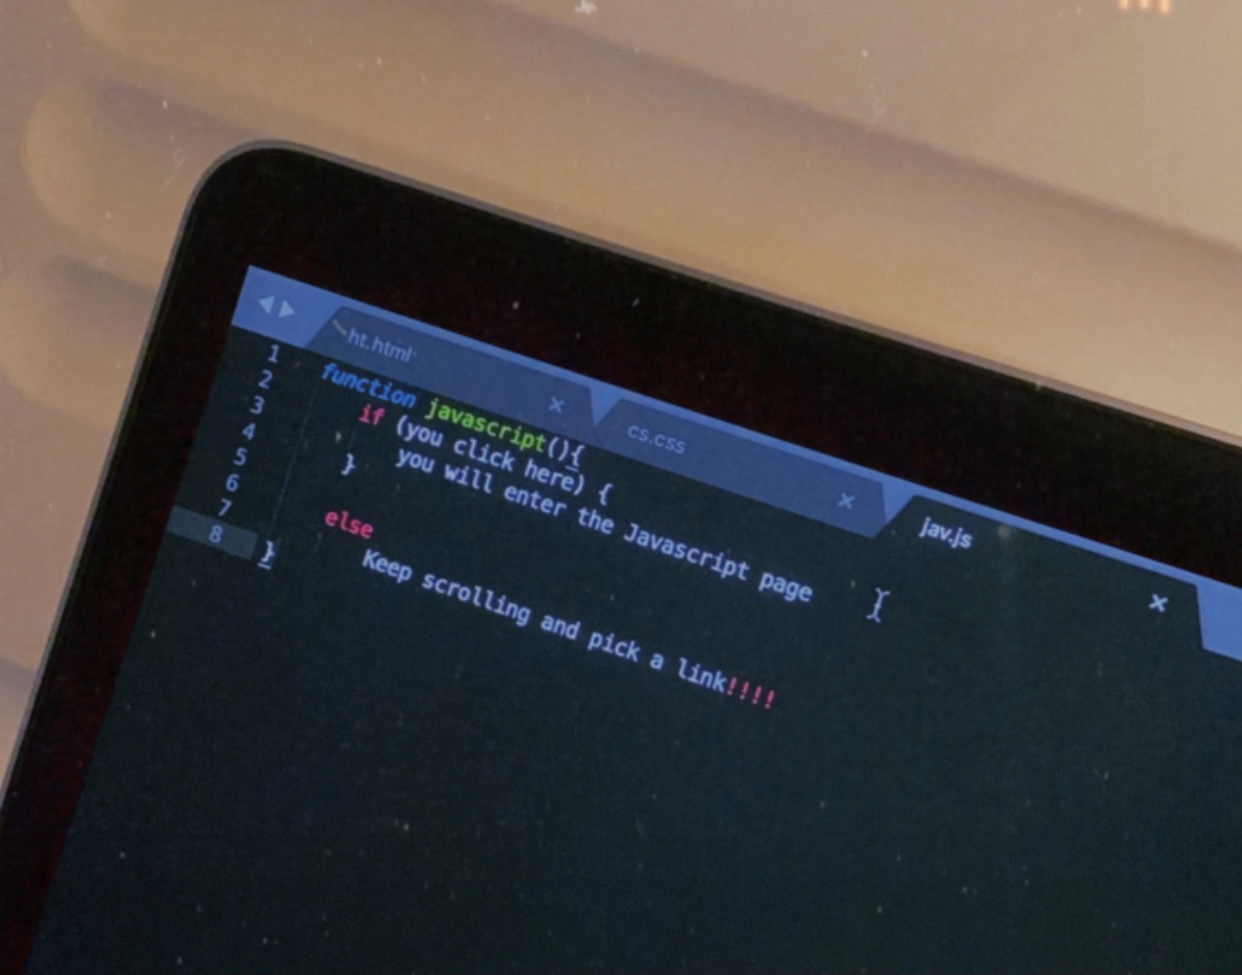 ht.html
cs.css
jav.js
1 function javascript(){
2 if (you click here) {
3 you will enter the Javascript page
4 }
5
6 else
7 Keep scrolling and pick a link!!!!
8 }